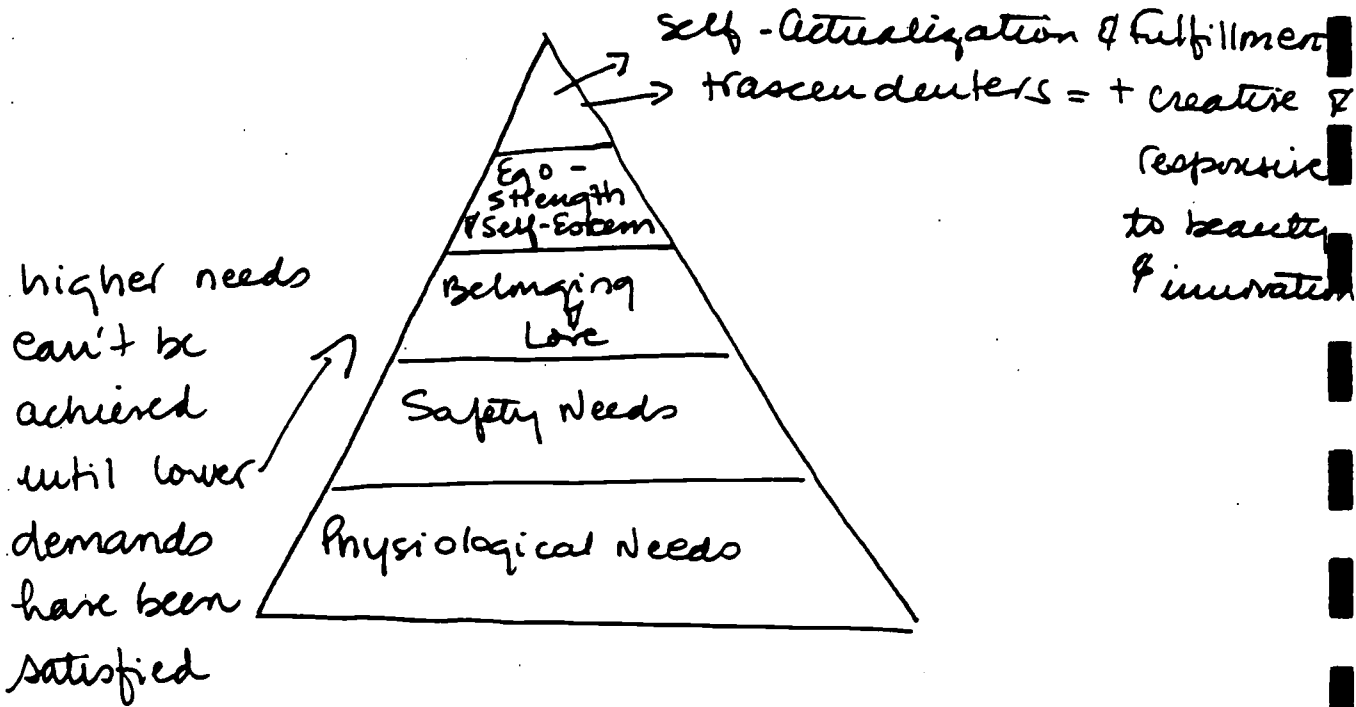 self-Actualization & Fulfillmen
trascendenters = + creative &
responsive
to beauty
& innovation
Ego-
strength
& Self-Esteem
Belonging
Love
Safety Needs
Physiological Needs
higher needs
can't be
achieved
until lower
demands
have been
satisfied